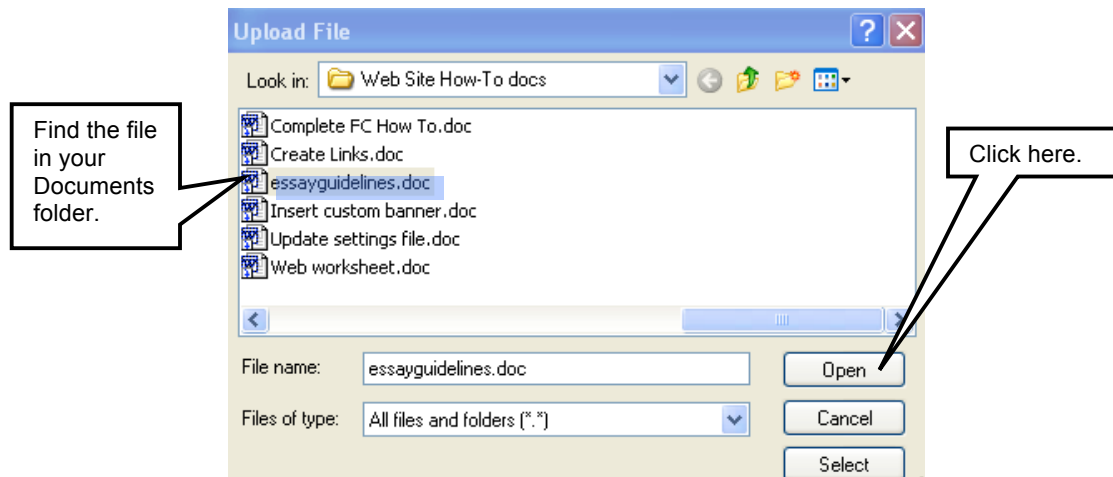 Upload File
Look in: Web Site How-To docs
Complete FC How To.doc
Create Links.doc
essayguidelines.doc
Insert custom banner.doc
Update settings file.doc
Web worksheet.doc
File name: essayguidelines.doc
Open
Files of type: All files and folders (*.*)
Cancel
Select
Find the file
in your
Documents
folder.
Click here.